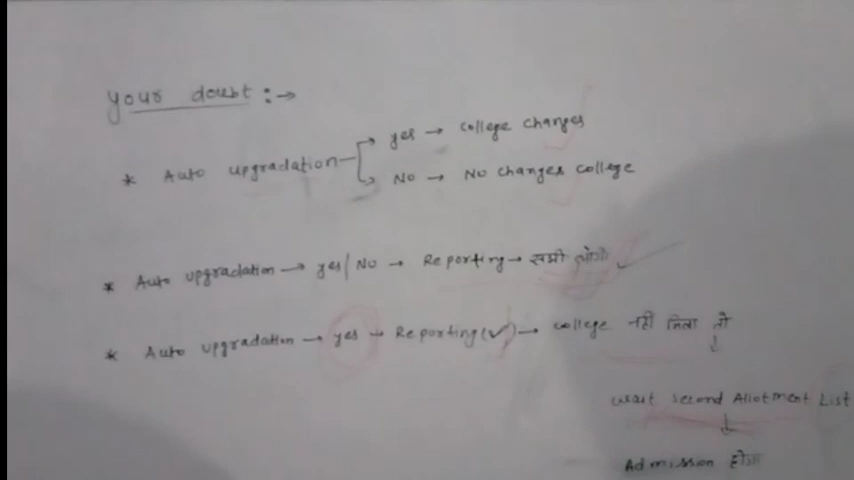 Your doubt :→
* Auto upgradation → yes → college changes
→ No → No changes college
* Auto upgradation → yes/No → Reporting → सभी लोगो ✓
* Auto upgradation → yes → Reporting(✓) → college नहीं मिला तो
↓
wait second Allotment List
↓
Admission होगा